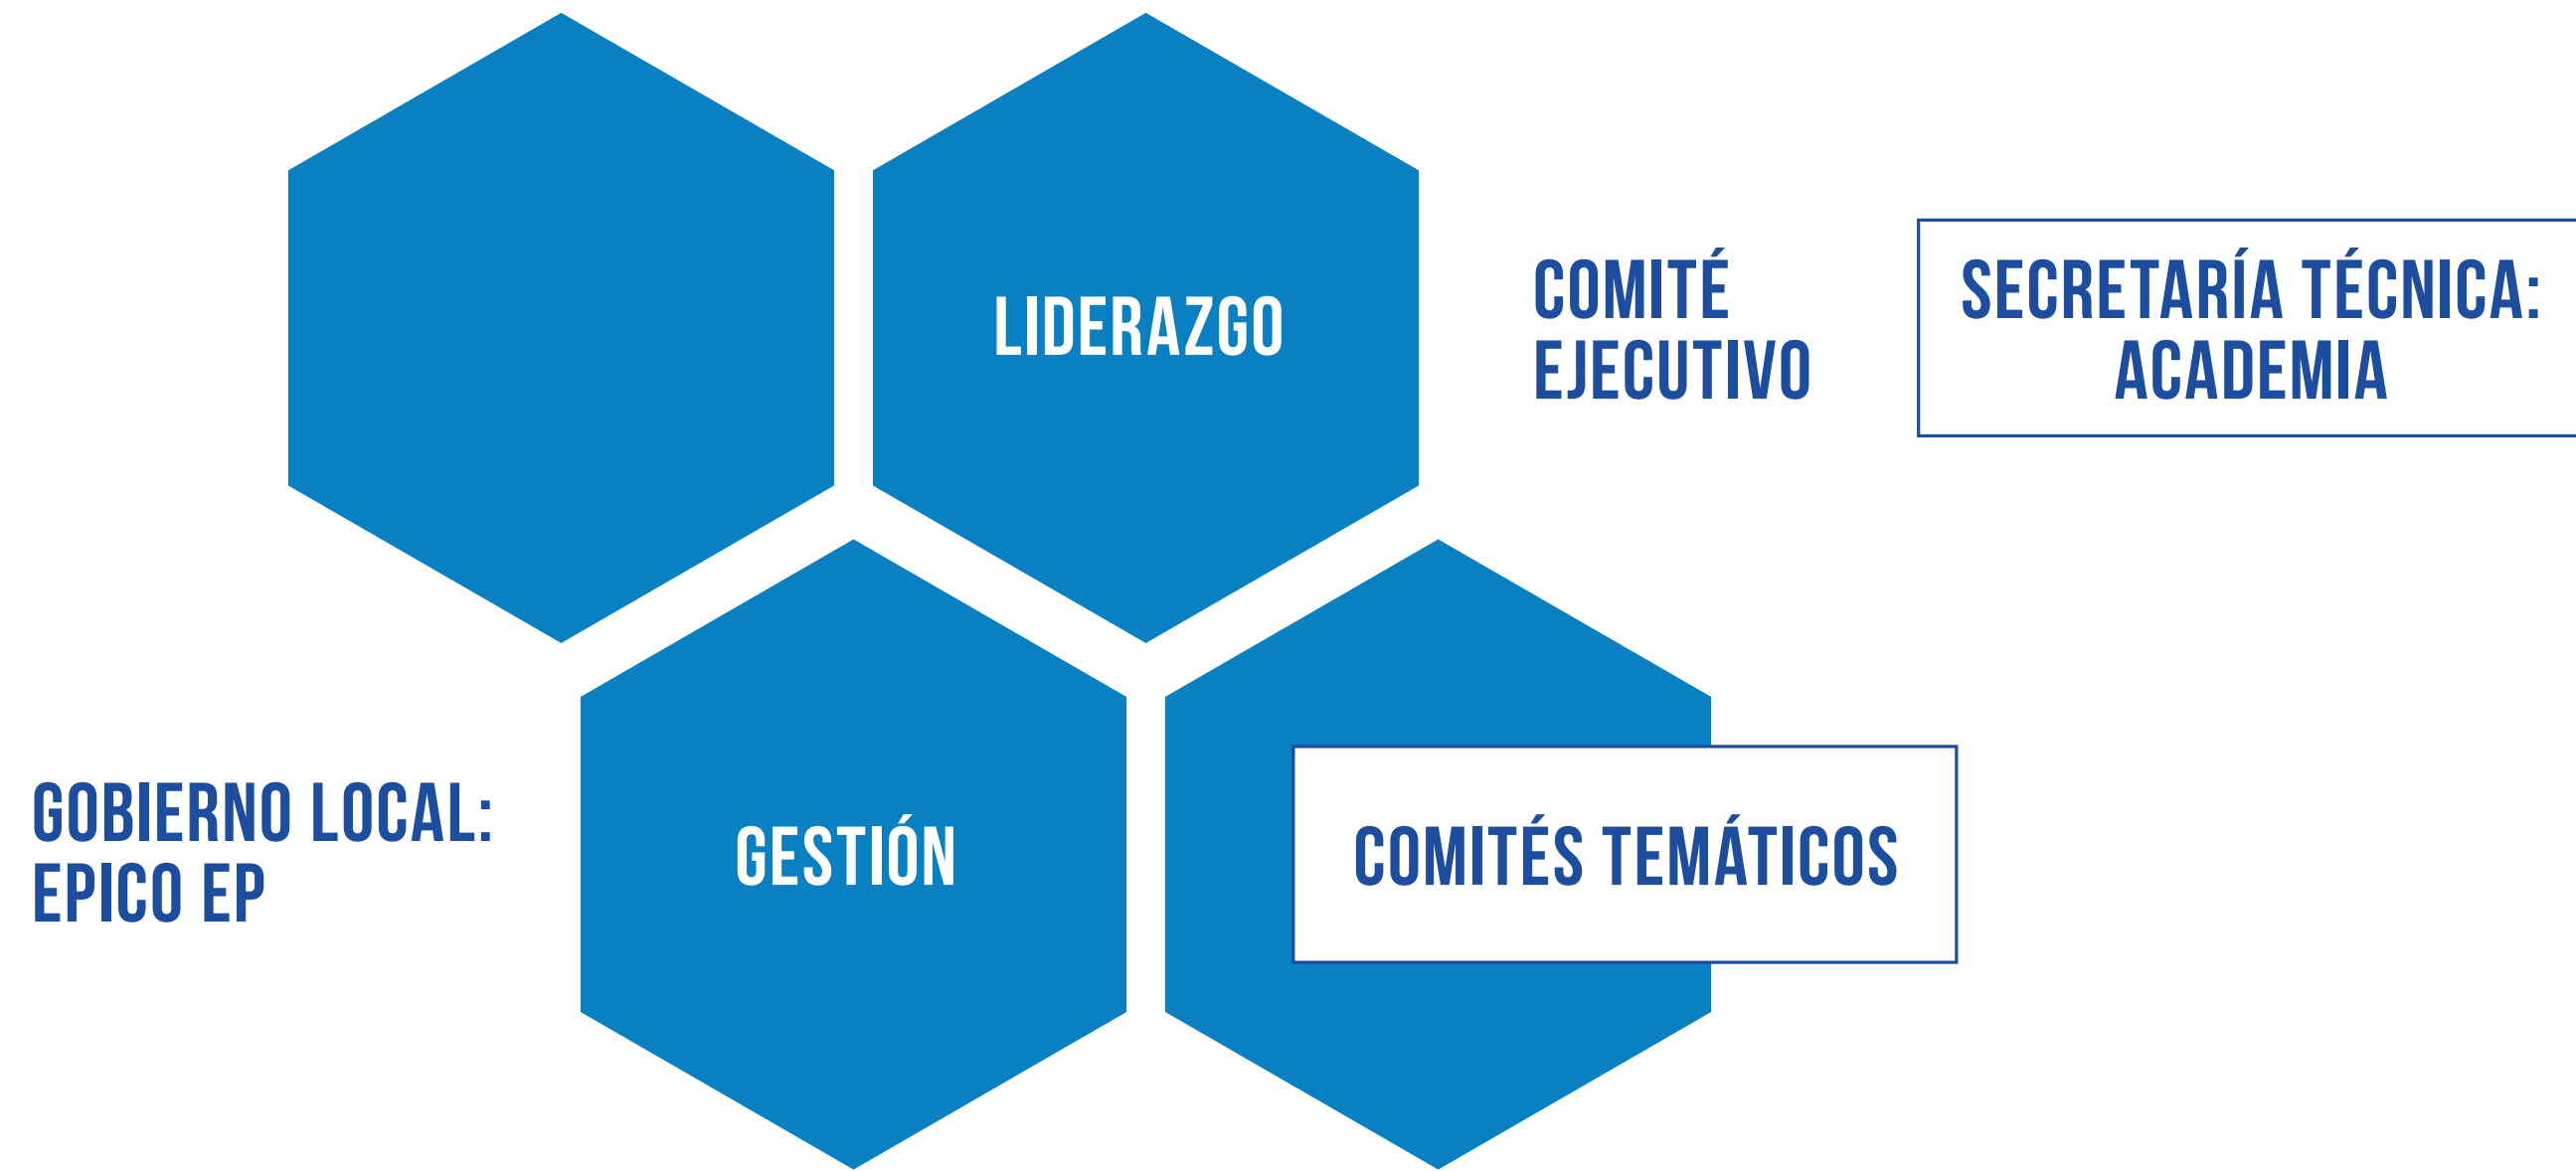 LIDERAZGO
COMITÉ
EJECUTIVO
SECRETARÍA TÉCNICA:
ACADEMIA
GOBIERNO LOCAL:
EPICO EP
GESTIÓN
COMITÉS TEMÁTICOS